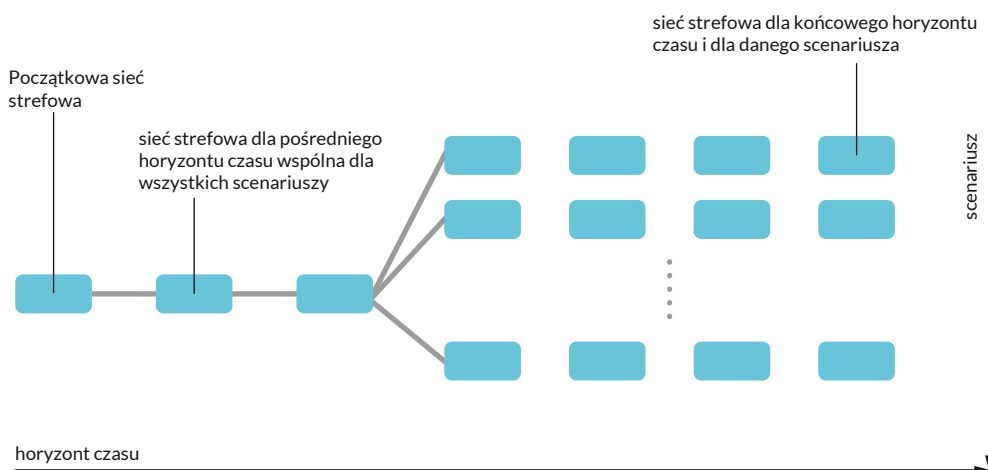 sieć strefowa dla końcowego horyzontu
czasu i dla danego scenariusza
Początkowa sieć
strefowa
sieć strefowa dla pośredniego
horyzontu czasu wspólna dla
wszystkich scenariuszy
scenariusz
horyzont czasu